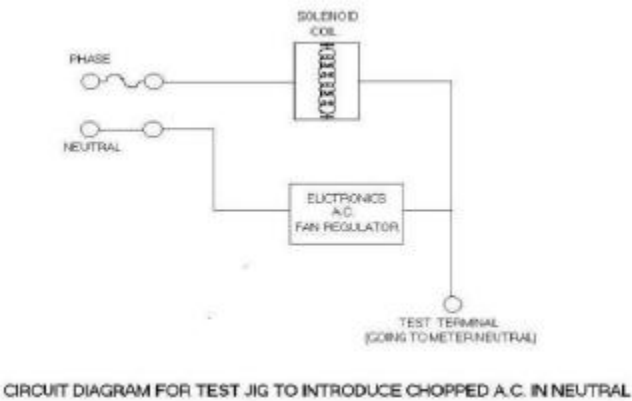 SOLENOID
COIL
PHASE
NEUTRAL
ELICTRONICS
A.C.
FAN REGULATOR
TEST TERMINAL
(GOING TO METER NEUTRAL)
CIRCUIT DIAGRAM FOR TEST JIG TO INTRODUCE CHOPPED A.C. IN NEUTRAL